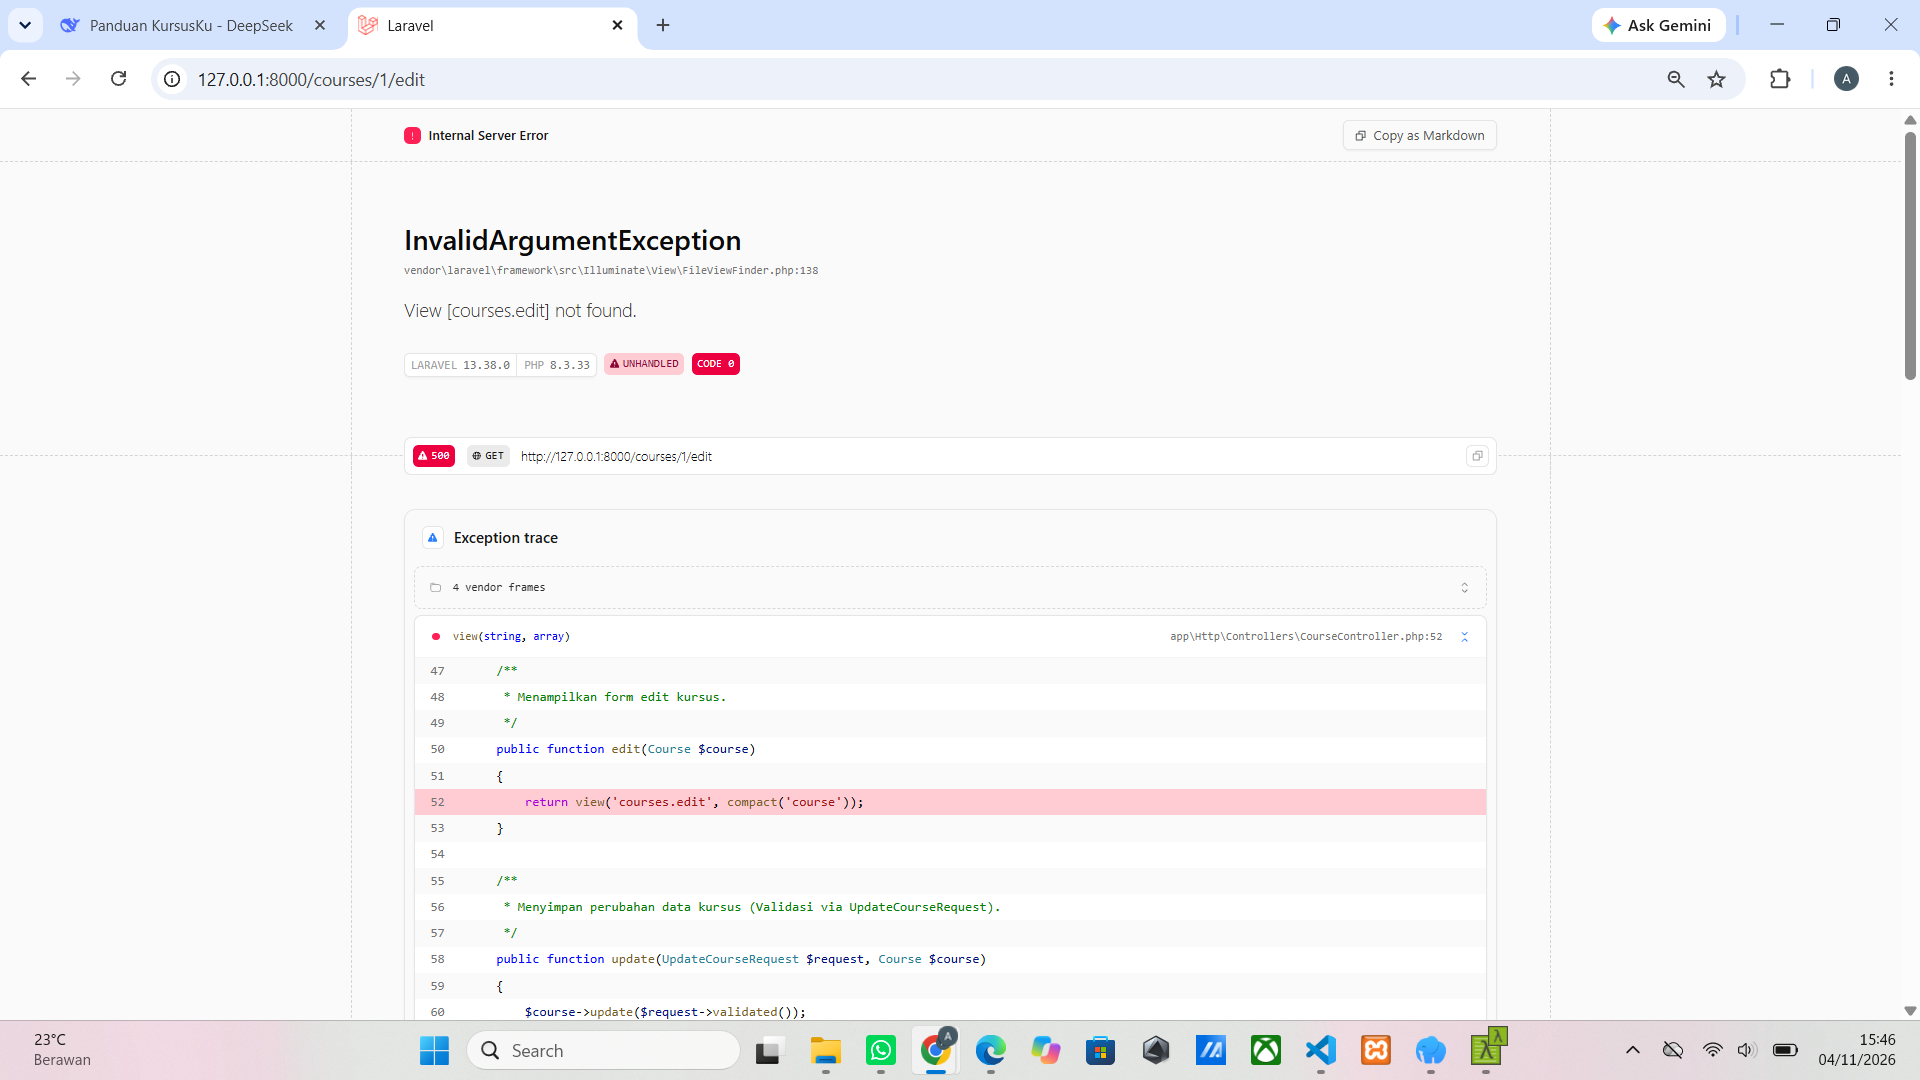 Panduan KursusKu - DeepSeek
Laravel
Ask Gemini
127.0.0.1:8000/courses/1/edit
A
Internal Server Error
Copy as Markdown
InvalidArgumentException
vendor\laravel\framework\src\Illuminate\View\FileViewFinder.php:138
View [courses.edit] not found.
LARAVEL 13.38.0 PHP 8.3.33 UNHANDLED CODE 0
500 GET http://127.0.0.1:8000/courses/1/edit
Exception trace
4 vendor frames
view(string, array) app\Http\Controllers\CourseController.php:52
47 /**
48 * Menampilkan form edit kursus.
49 */
50 public function edit(Course $course)
51 {
52 return view('courses.edit', compact('course'));
53 }
54
55 /**
56 * Menyimpan perubahan data kursus (Validasi via UpdateCourseRequest).
57 */
58 public function update(UpdateCourseRequest $request, Course $course)
59 {
60 $course->update($request->validated());
23°C
Berawan
Search
A
15:46
04/11/2026